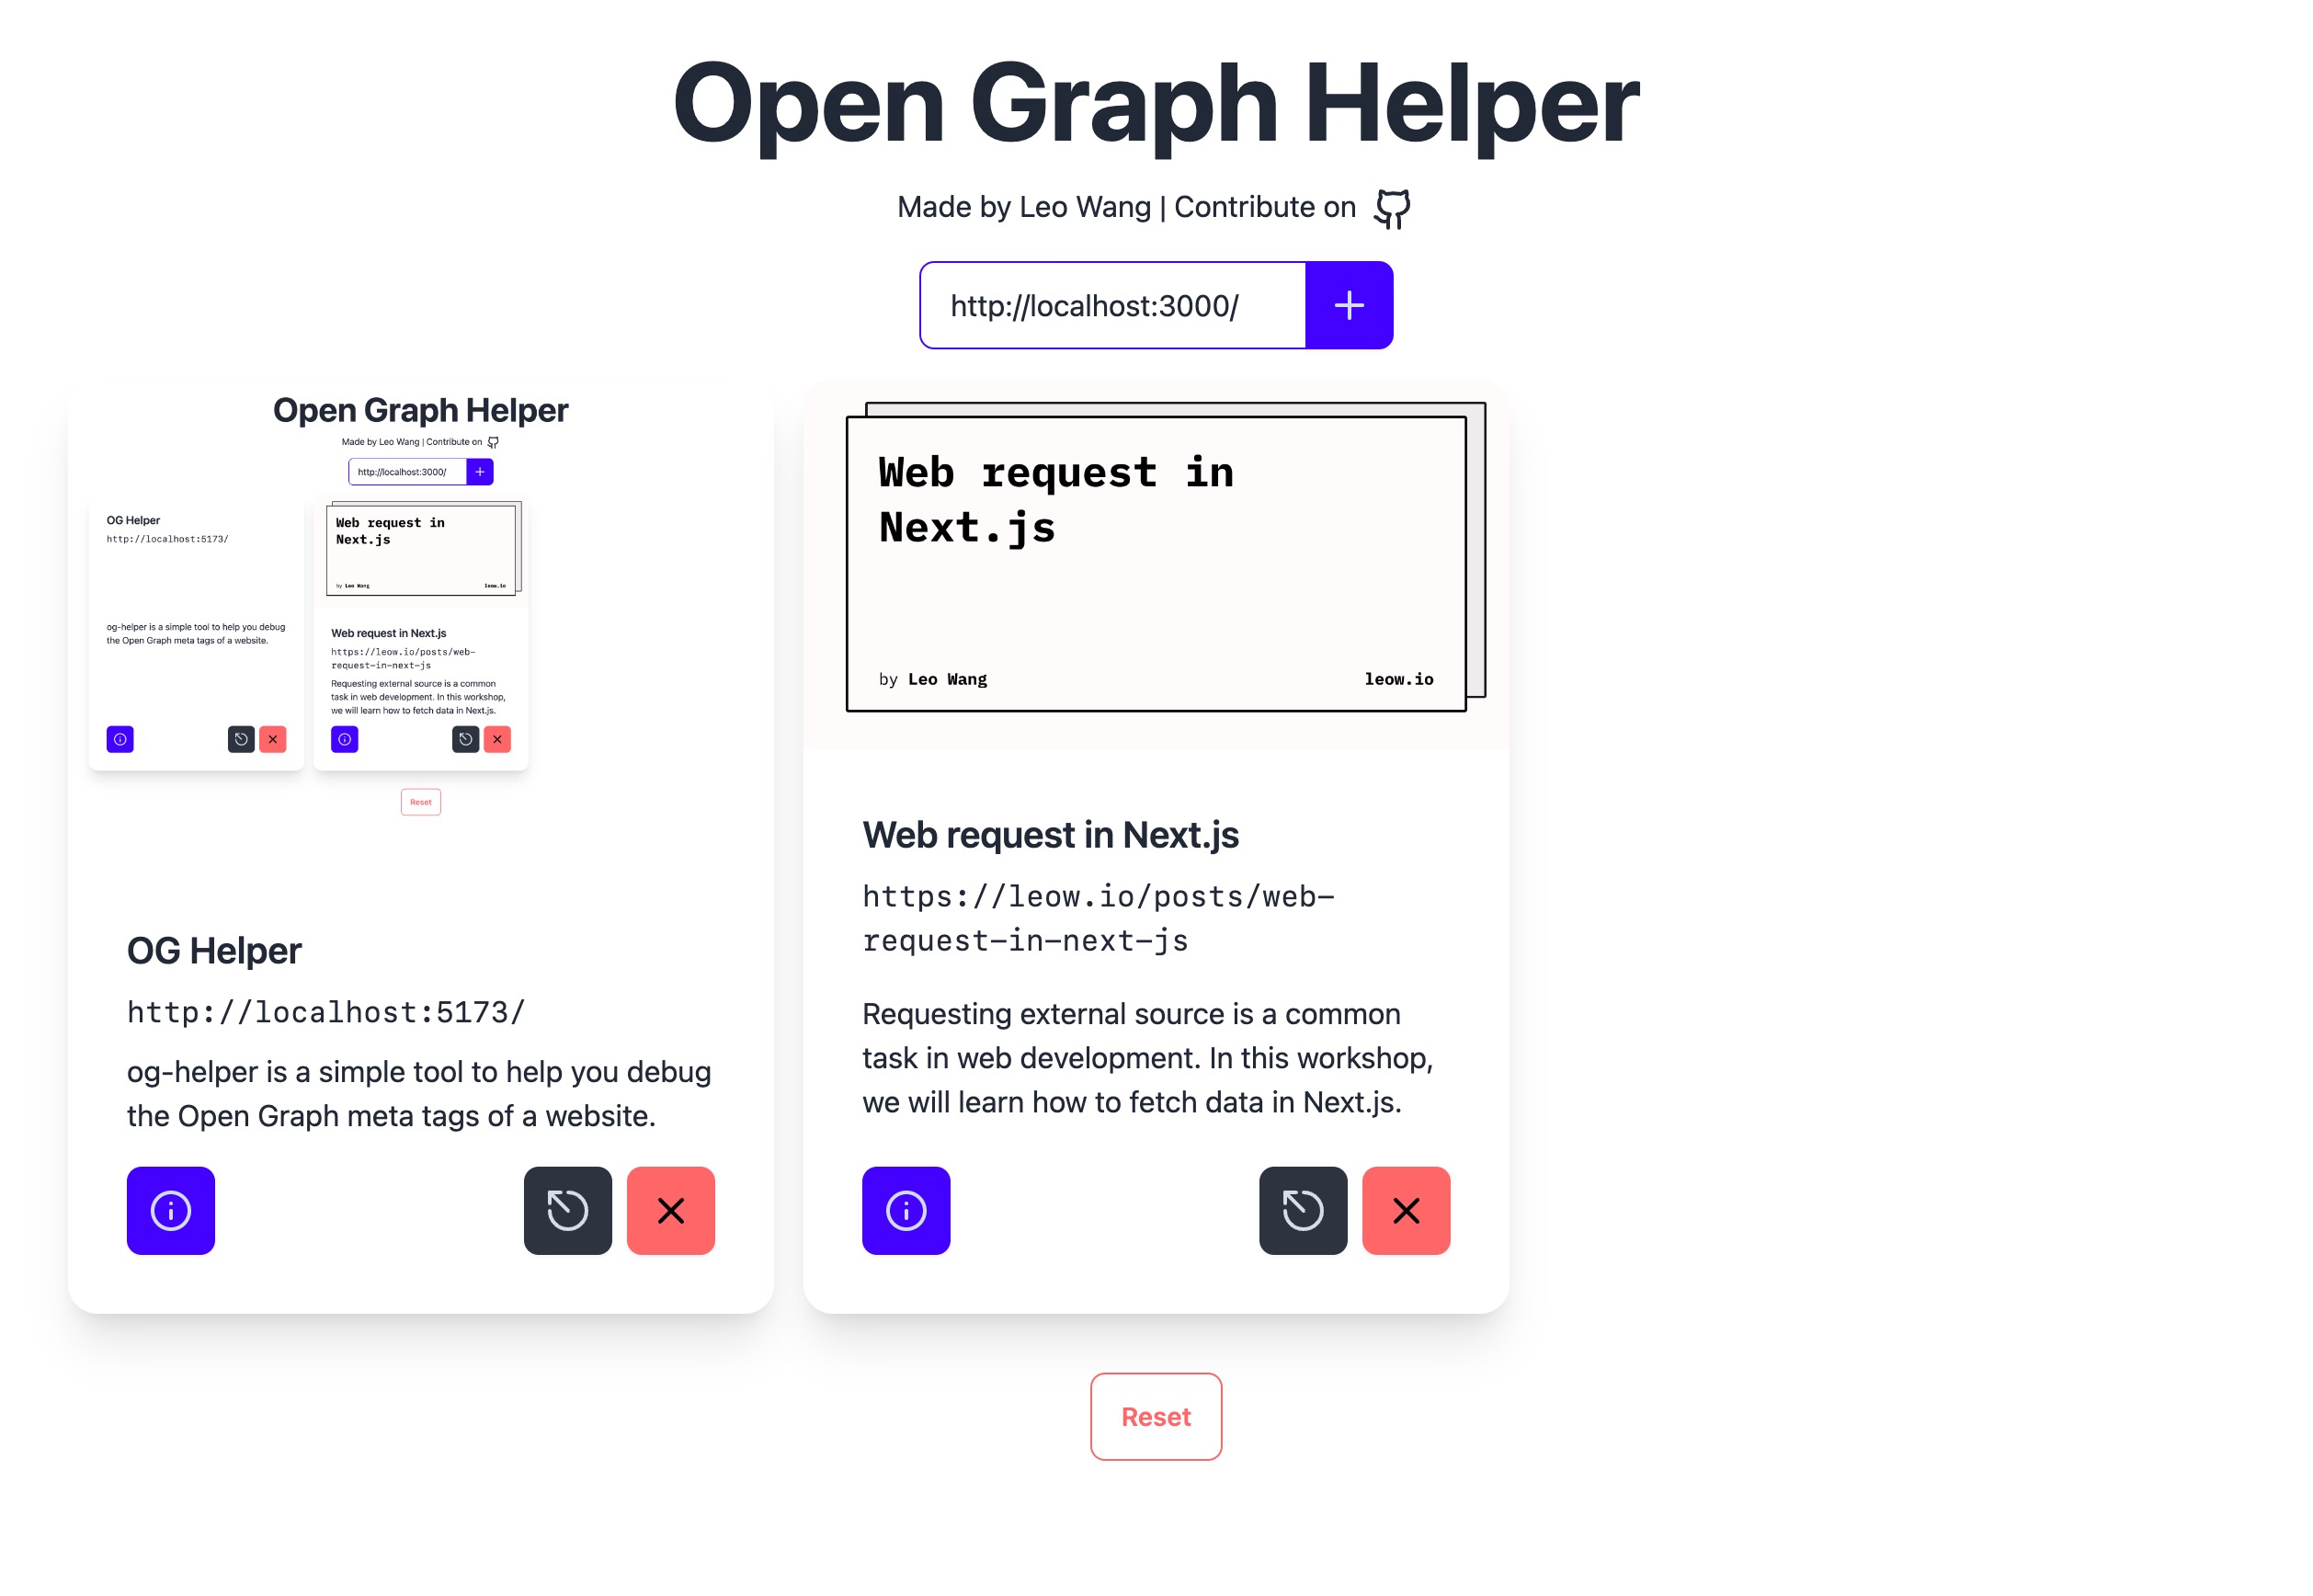 Open Graph Helper
Made by Leo Wang | Contribute on
http://localhost:3000/
Open Graph Helper
Made by Leo Wang | Contribute on
http://localhost:3000/
OG Helper
http://localhost:5173/
og-helper is a simple tool to help you debug
the Open Graph meta tags of a website.
Web request in
Next.js
by Leo Wang
leow.io
Web request in Next.js
https://leow.io/posts/web-
request-in-next-js
Requesting external source is a common
task in web development. In this workshop,
we will learn how to fetch data in Next.js.
Reset
OG Helper
http://localhost:5173/
og-helper is a simple tool to help you debug
the Open Graph meta tags of a website.
Web request in
Next.js
by Leo Wang
leow.io
Web request in Next.js
https://leow.io/posts/web-
request-in-next-js
Requesting external source is a common
task in web development. In this workshop,
we will learn how to fetch data in Next.js.
Reset